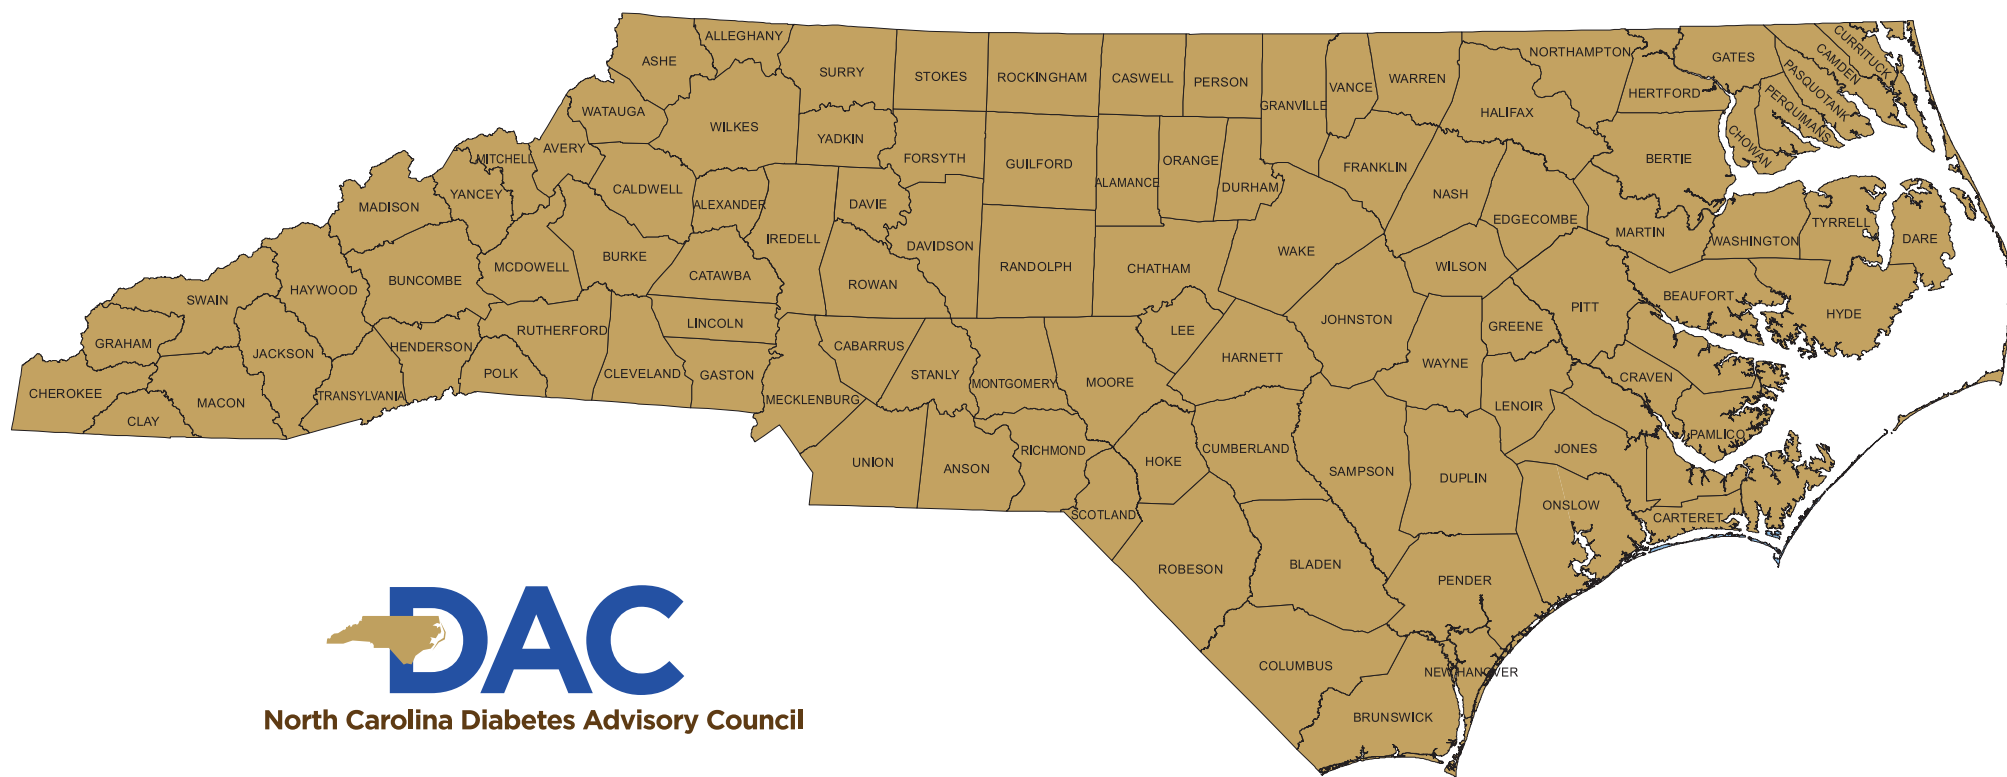 ALLEGHANY
ASHE
SURRY
STOKES
ROCKINGHAM
CASWELL
PERSON
GRANVILLE
VANCE
WARREN
NORTHAMPTON
GATES
CURRITUCK
CAMDEN
PASQUOTANK
PERQUIMANS
CHOWAN
HERTFORD
HALIFAX
WATAUGA
WILKES
YADKIN
FORSYTH
GUILFORD
ALAMANCE
ORANGE
DURHAM
FRANKLIN
NASH
EDGECOMBE
BERTIE
MITCHELL
AVERY
YANCEY
CALDWELL
ALEXANDER
MADISON
IREDELL
DAVIE
DAVIDSON
RANDOLPH
CHATHAM
WAKE
WILSON
MARTIN
WASHINGTON
TYRRELL
DARE
SWAIN
HAYWOOD
BUNCOMBE
MCDOWELL
BURKE
CATAWBA
ROWAN
LINCOLN
RUTHERFORD
HENDERSON
GRAHAM
JACKSON
CHEROKEE
CLAY
MACON
TRANSYLVANIA
POLK
CLEVELAND
GASTON
MECKLENBURG
CABARRUS
STANLY
MONTGOMERY
MOORE
LEE
HARNETT
JOHNSTON
WAYNE
GREENE
PITT
BEAUFORT
HYDE
LENOIR
CRAVEN
PAMLICO
JONES
UNION
ANSON
RICHMOND
HOKE
CUMBERLAND
SAMPSON
DUPLIN
ONSLOW
CARTERET
SCOTLAND
ROBESON
BLADEN
PENDER
COLUMBUS
NEW HANOVER
BRUNSWICK
DAC
North Carolina Diabetes Advisory Council